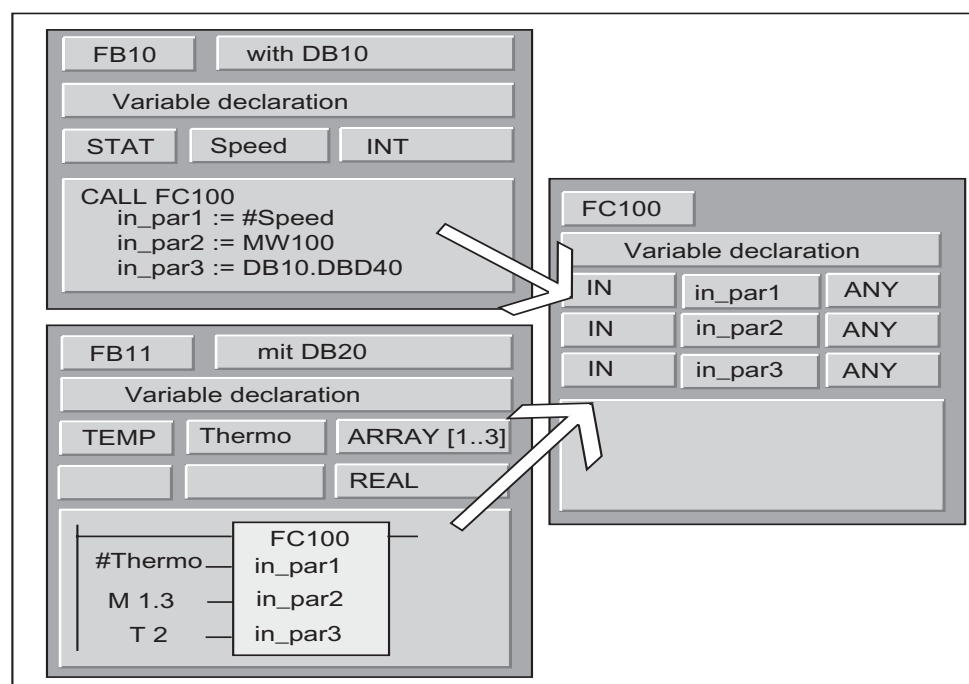 FB10 with DB10
Variable declaration
STAT Speed INT
CALL FC100
in_par1 := #Speed
in_par2 := MW100
in_par3 := DB10.DBD40
FB11 mit DB20
Variable declaration
TEMP Thermo ARRAY [1..3]
REAL
FC100
#Thermo in_par1
M 1.3 in_par2
T 2 in_par3
FC100
Variable declaration
IN in_par1 ANY
IN in_par2 ANY
IN in_par3 ANY